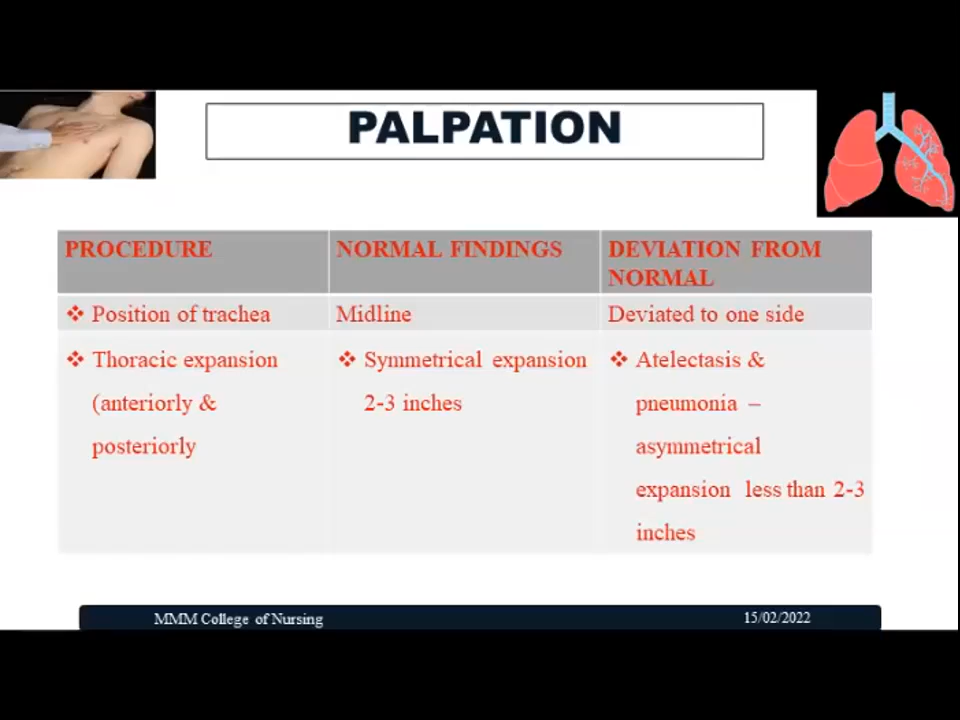 PALPATION
PROCEDURE
NORMAL FINDINGS
DEVIATION FROM
NORMAL
❖ Position of trachea
Midline
Deviated to one side
❖ Thoracic expansion
(anteriorly &
posteriorly
❖ Symmetrical expansion
2-3 inches
❖ Atelectasis &
pneumonia –
asymmetrical
expansion less than 2-3
inches
MMM College of Nursing
15/02/2022